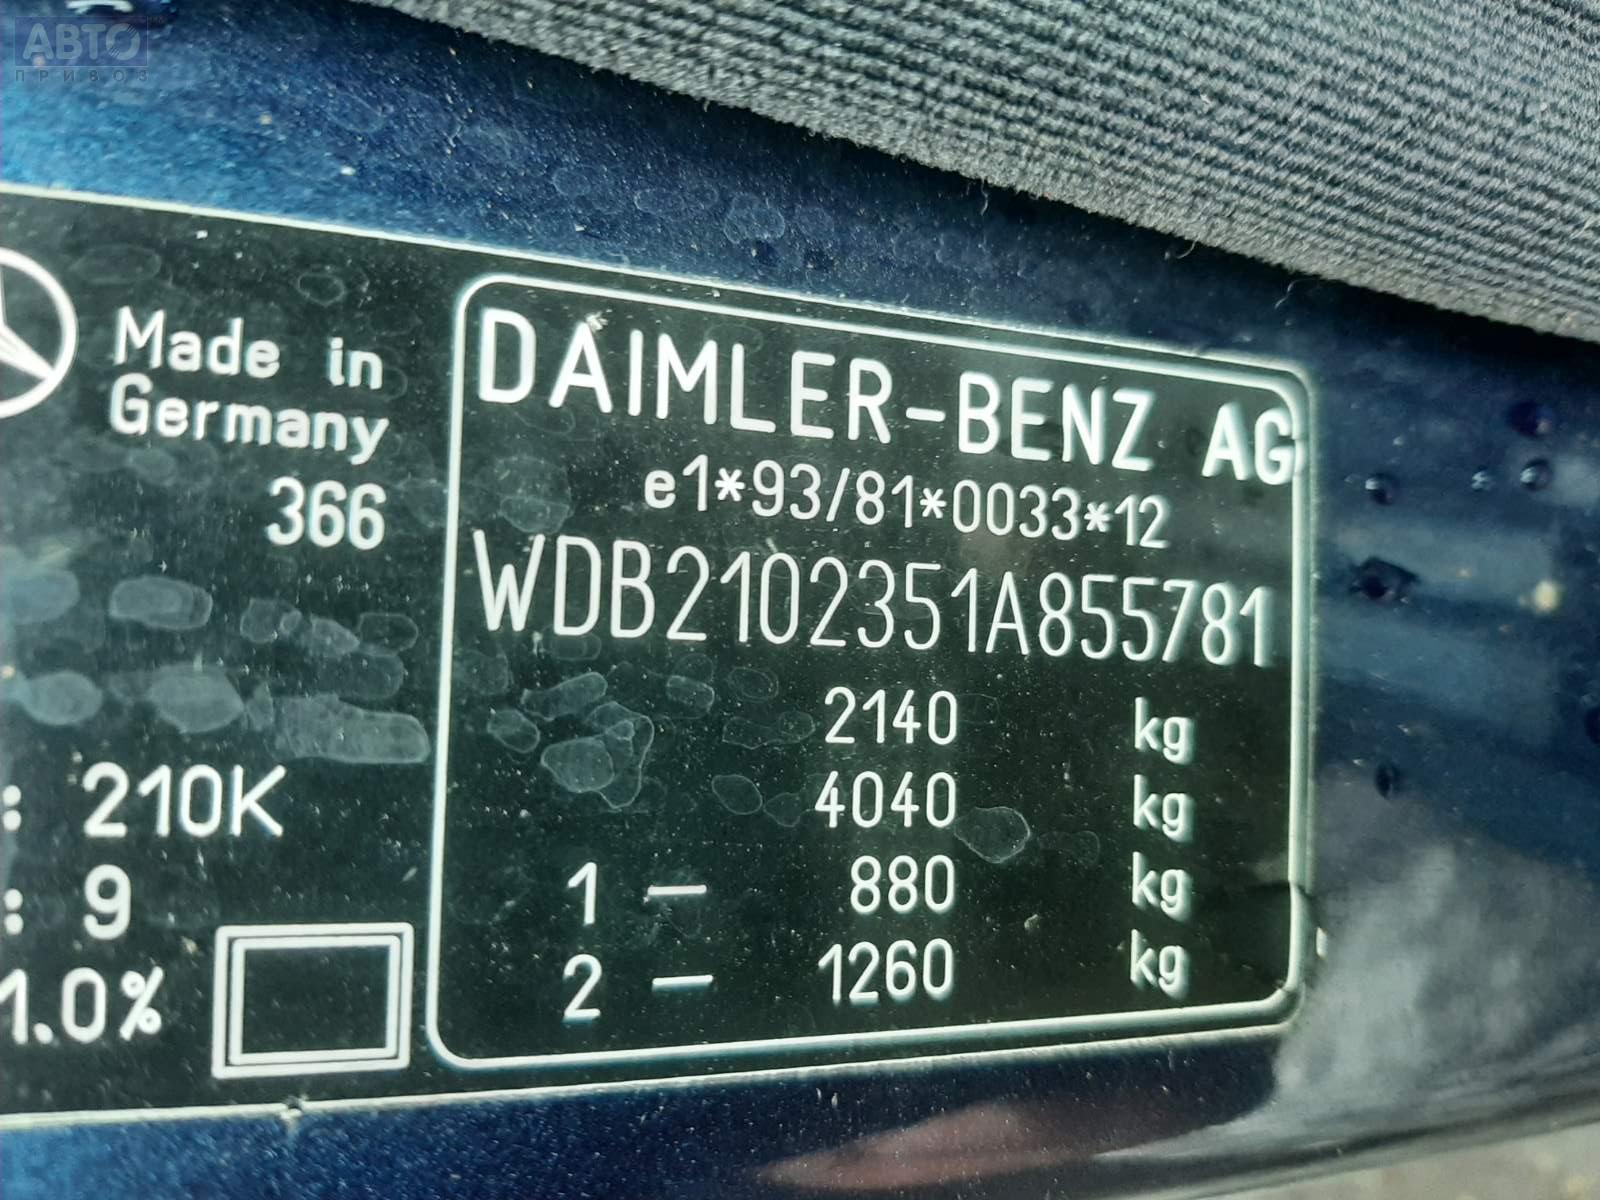 АВТО
ПРИВОЗ
Made in
Germany
366
: 210K
: 9
1.0%
DAIMLER-BENZ AG
e1*93/81*0033*12
WDB2102351A855781
2140 kg
4040 kg
1 — 880 kg
2 — 1260 kg